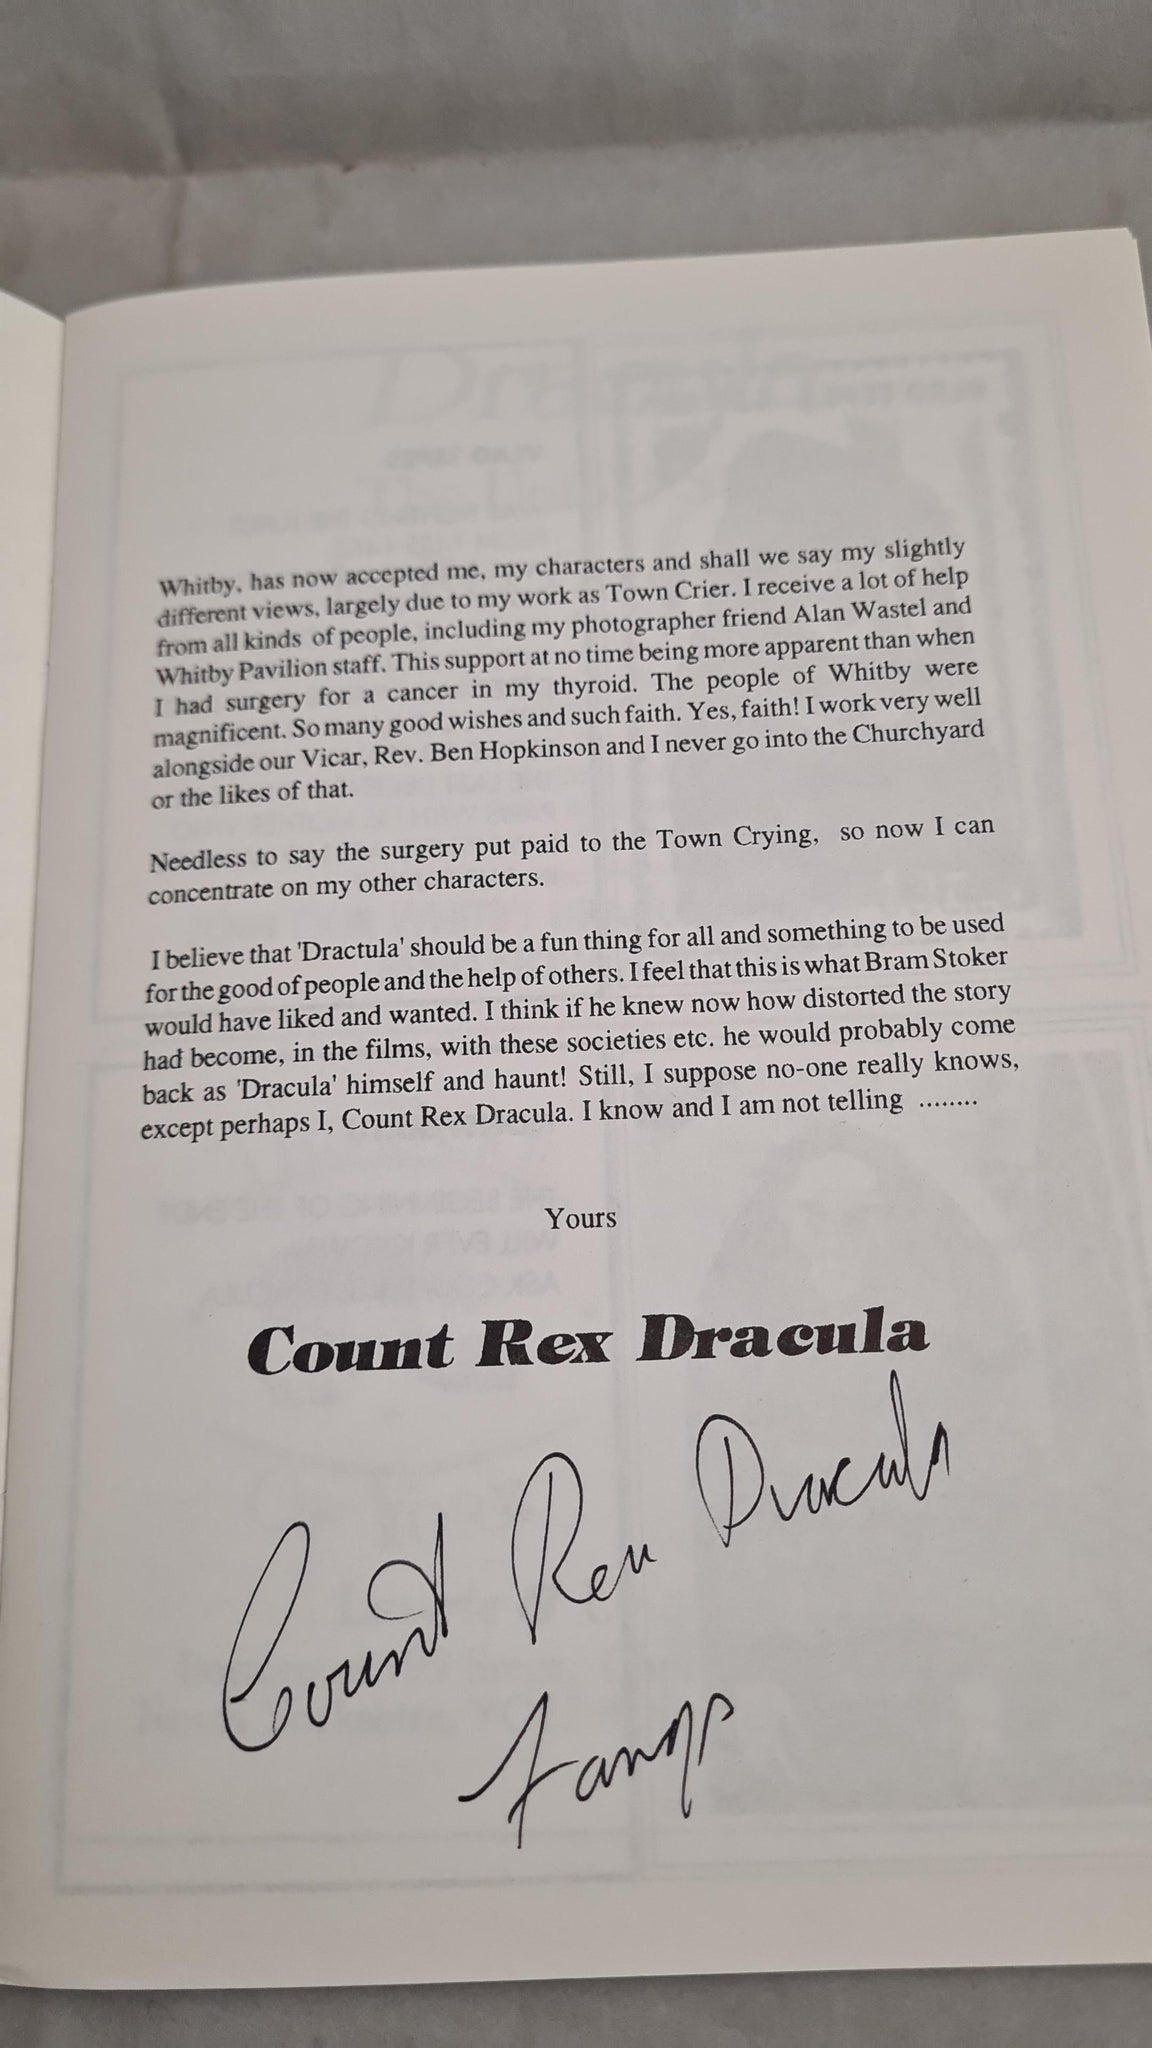 Whitby, has now accepted me, my characters and shall we say my slightly
different views, largely due to my work as Town Crier. I receive a lot of help
from all kinds of people, including my photographer friend Alan Wastel and
Whitby Pavilion staff. This support at no time being more apparent than when
I had surgery for a cancer in my thyroid. The people of Whitby were
magnificent. So many good wishes and such faith. Yes, faith! I work very well
alongside our Vicar, Rev. Ben Hopkinson and I never go into the Churchyard
or the likes of that.
Needless to say the surgery put paid to the Town Crying, so now I can
concentrate on my other characters.
I believe that 'Dractula' should be a fun thing for all and something to be used
for the good of people and the help of others. I feel that this is what Bram Stoker
would have liked and wanted. I think if he knew now how distorted the story
had become, in the films, with these societies etc. he would probably come
back as 'Dracula' himself and haunt! Still, I suppose no-one really knows,
except perhaps I, Count Rex Dracula. I know and I am not telling ........
Yours
Count Rex Dracula
Count Rex Dracula
Fangs